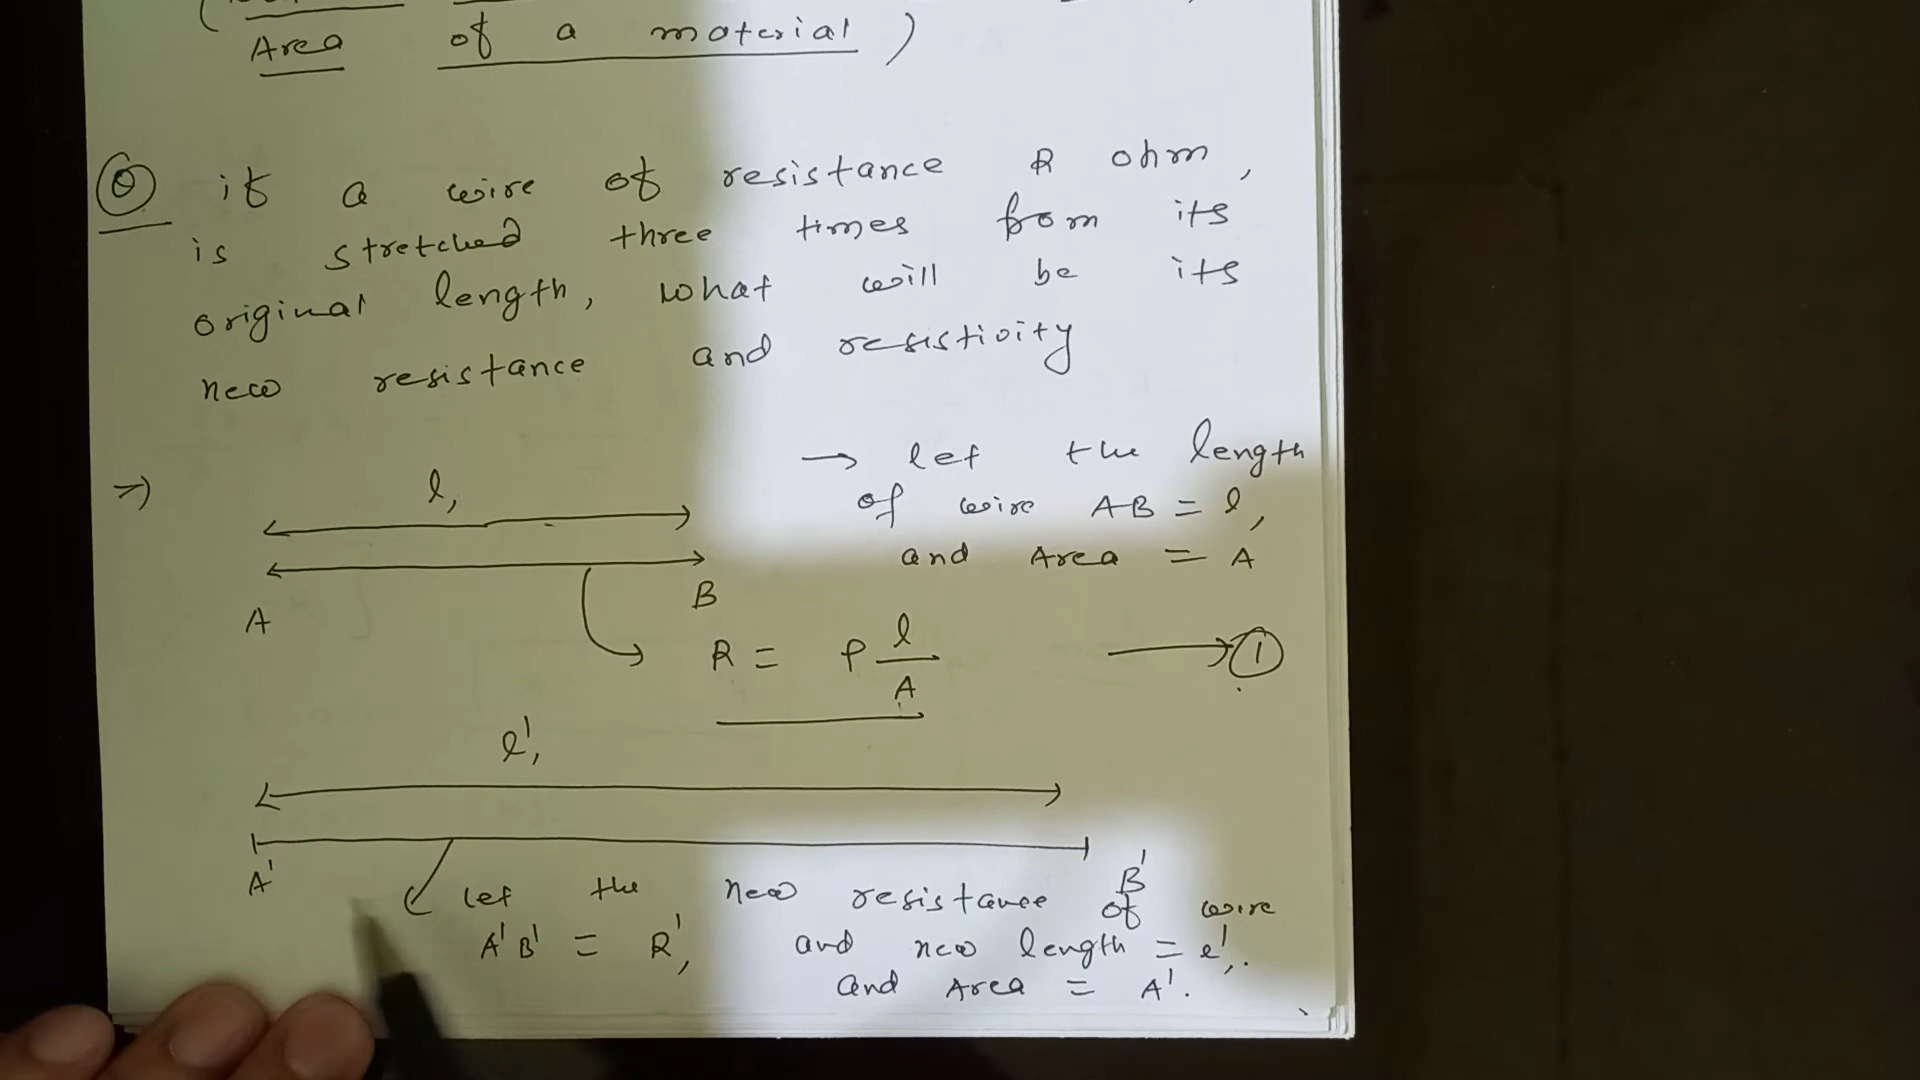 Area of a material )
Q if a wire of resistance R ohm,
is stretched three times from its
original length, what will be its
new resistance and resistivity
⇒ l, → let the length
of wire AB = l,
and Area = A
A B
R = ρ l/A → 1
l',
A' B'
let the new resistance of wire
A'B' = R', and new length = l',.
and Area = A'.